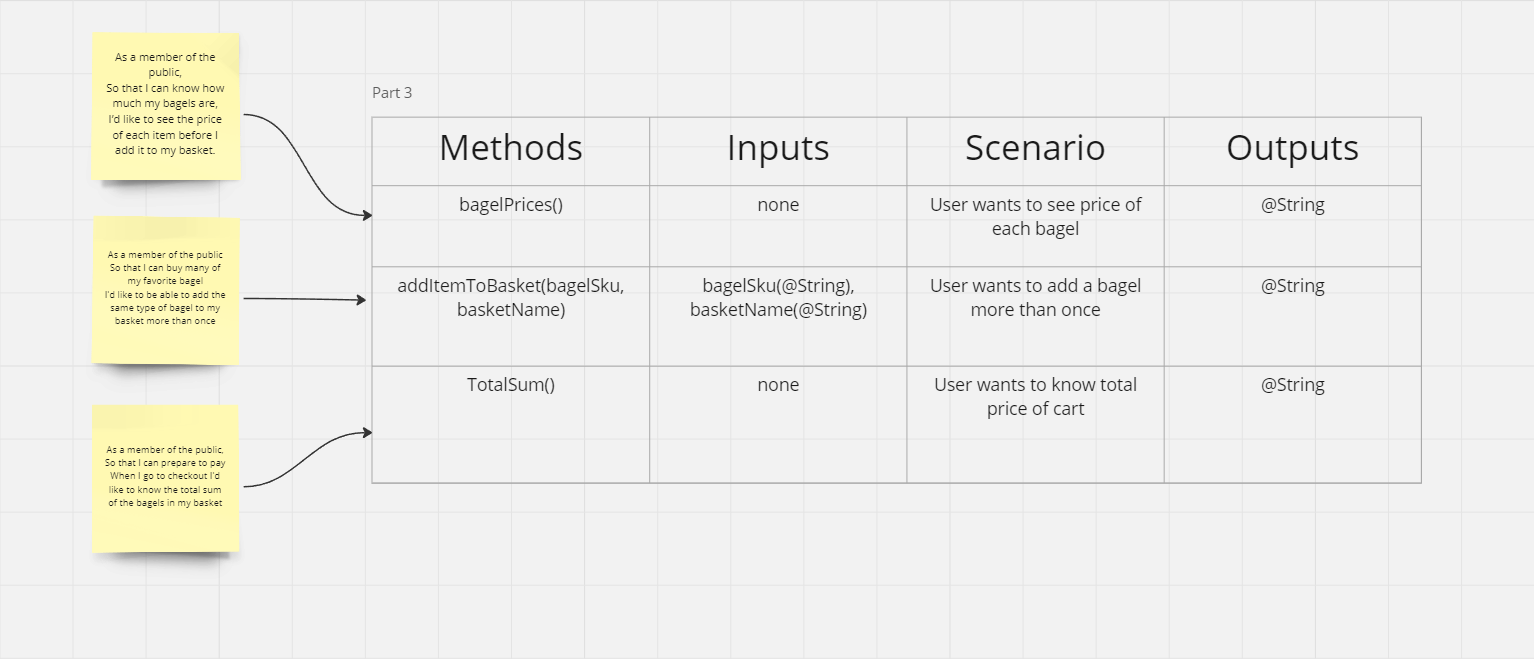 As a member of the
public,
So that I can know how
much my bagels are,
I'd like to see the price
of each item before I
add it to my basket.
As a member of the public
So that I can buy many of
my favorite bagel
I'd like to be able to add the
same type of bagel to my
basket more than once
As a member of the public,
So that I can prepare to pay
When I go to checkout I'd
like to know the total sum
of the bagels in my basket
Part 3
Methods
Inputs
Scenario
Outputs
bagelPrices()
none
User wants to see price of
each bagel
@String
addItemToBasket(bagelSku,
basketName)
bagelSku(@String),
basketName(@String)
User wants to add a bagel
more than once
@String
TotalSum()
none
User wants to know total
price of cart
@String